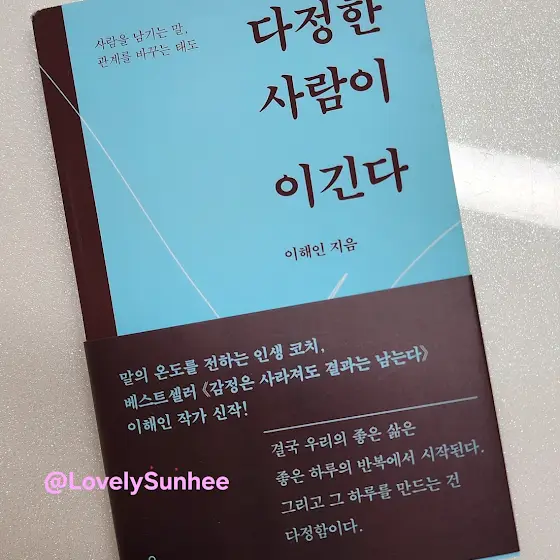 사람을 남기는 말,
관계를 바꾸는 태도
다정한
사람이
이긴다
이해인 지음
말의 온도를 전하는 인생 코치,
베스트셀러 《감정은 사라져도 결과는 남는다》
이해인 작가 신작!
결국 우리의 좋은 삶은
좋은 하루의 반복에서 시작된다.
그리고 그 하루를 만드는 건
다정함이다.
@LovelySunhee